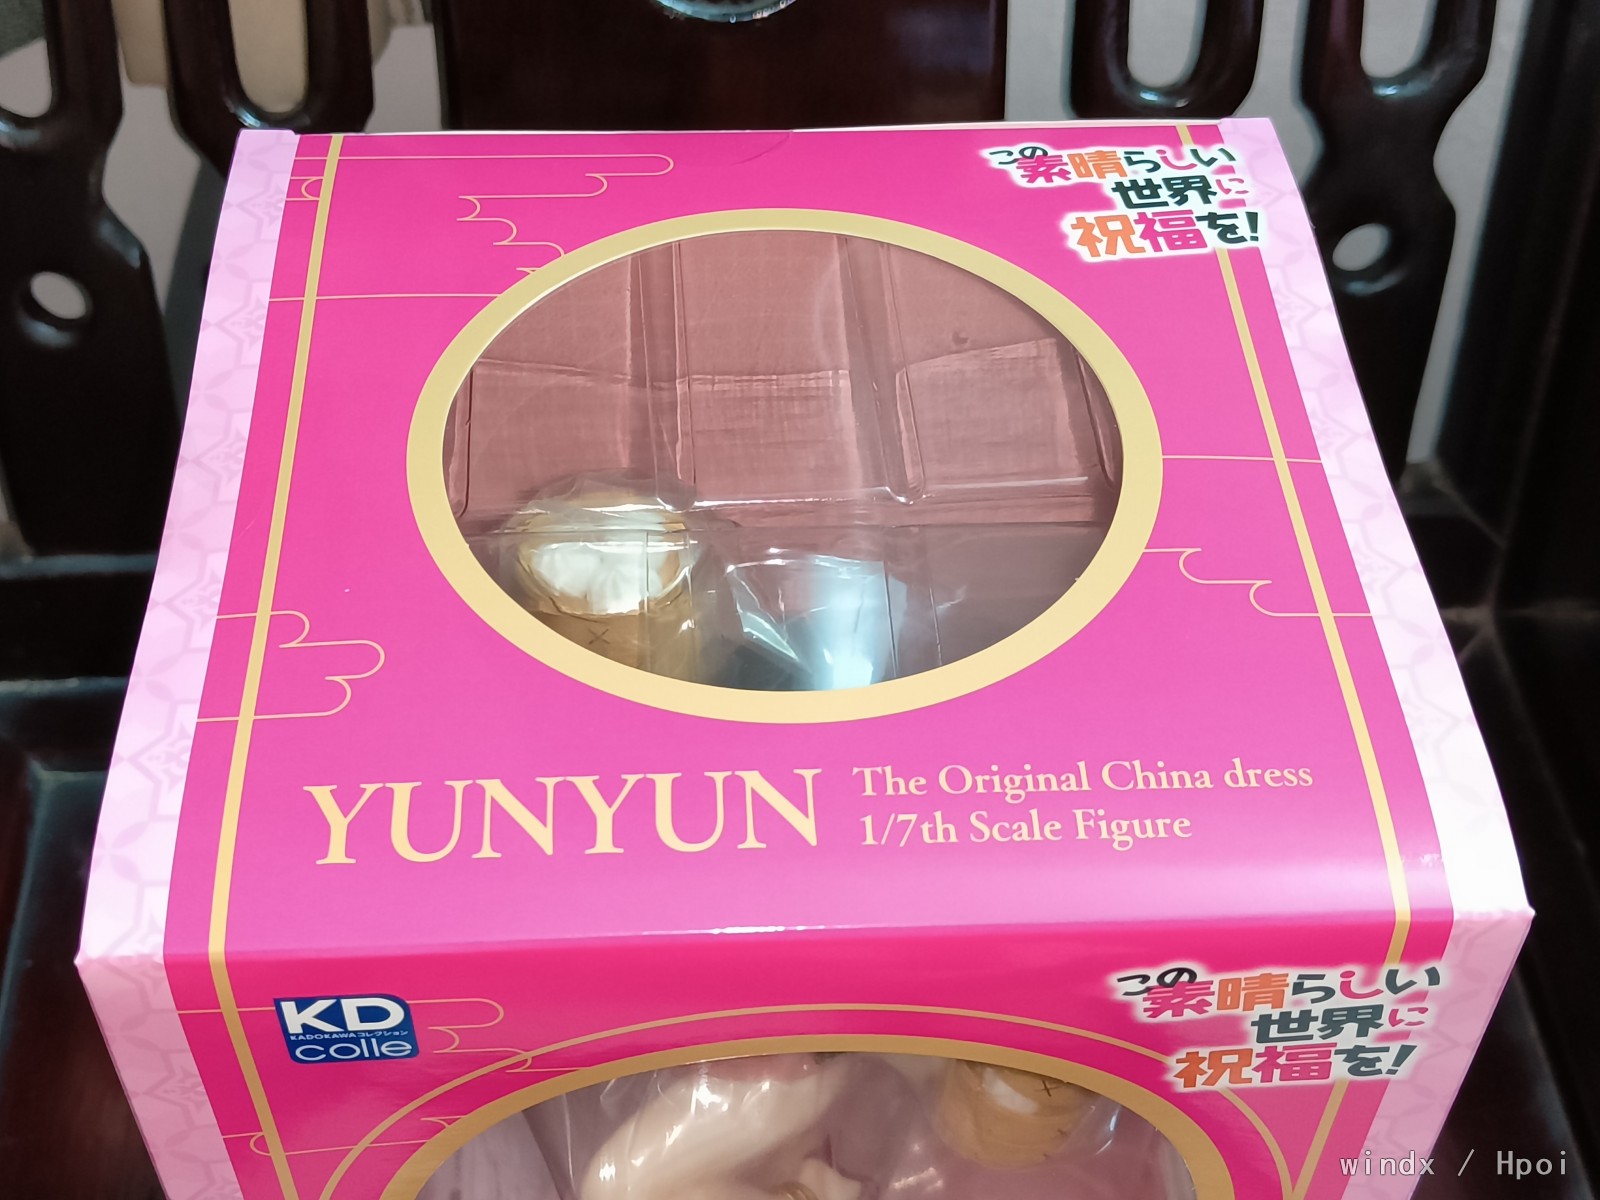 この素晴らしい
世界に
祝福を!
YUNYUN
The Original China dress
1/7th Scale Figure
KD
KADOKAWAコレクション
colle
この素晴らしい
世界に
祝福を!
windx / Hpoi